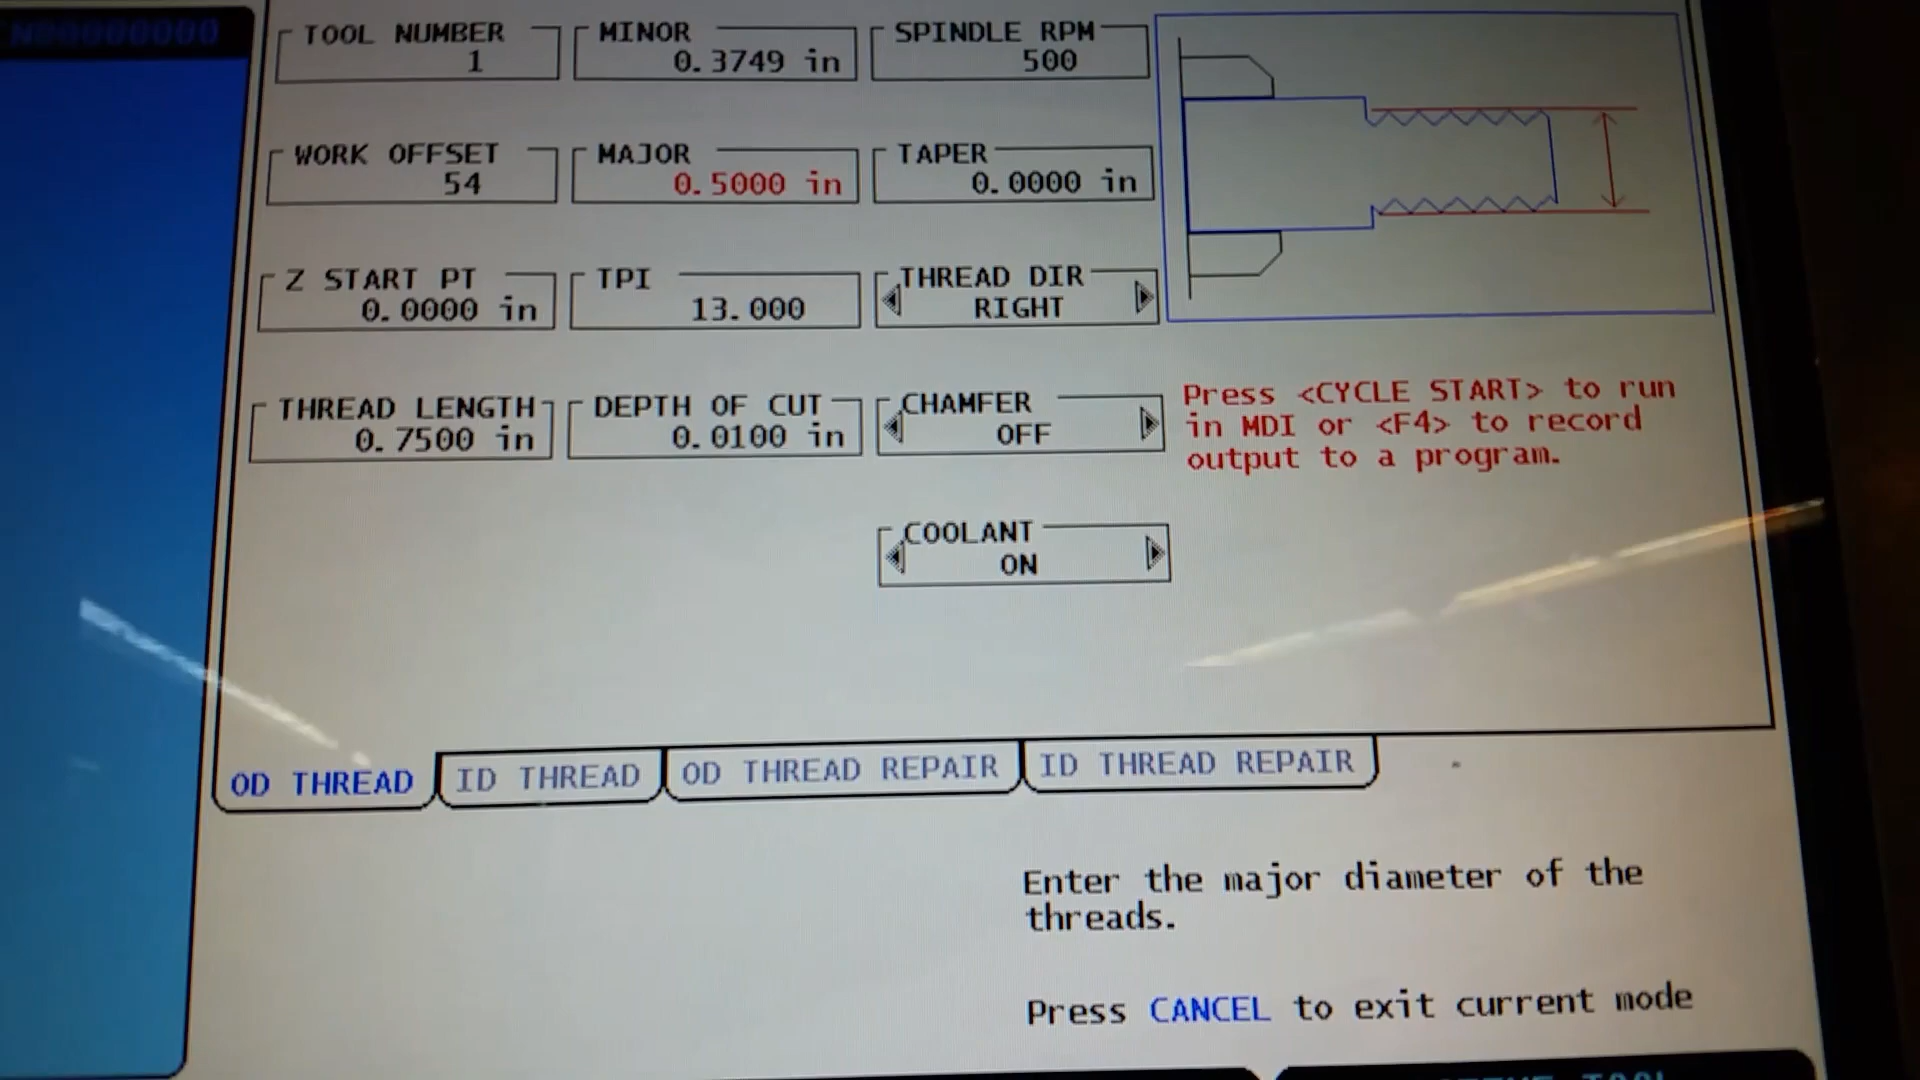 N00000000
TOOL NUMBER
1
MINOR
0.3749 in
SPINDLE RPM
500
WORK OFFSET
54
MAJOR
0.5000 in
TAPER
0.0000 in
Z START PT
0.0000 in
TPI
13.000
THREAD DIR
RIGHT
THREAD LENGTH
0.7500 in
DEPTH OF CUT
0.0100 in
CHAMFER
OFF
Press <CYCLE START> to run
in MDI or <F4> to record
output to a program.
COOLANT
ON
OD THREAD
ID THREAD
OD THREAD REPAIR
ID THREAD REPAIR
Enter the major diameter of the
threads.
Press CANCEL to exit current mode